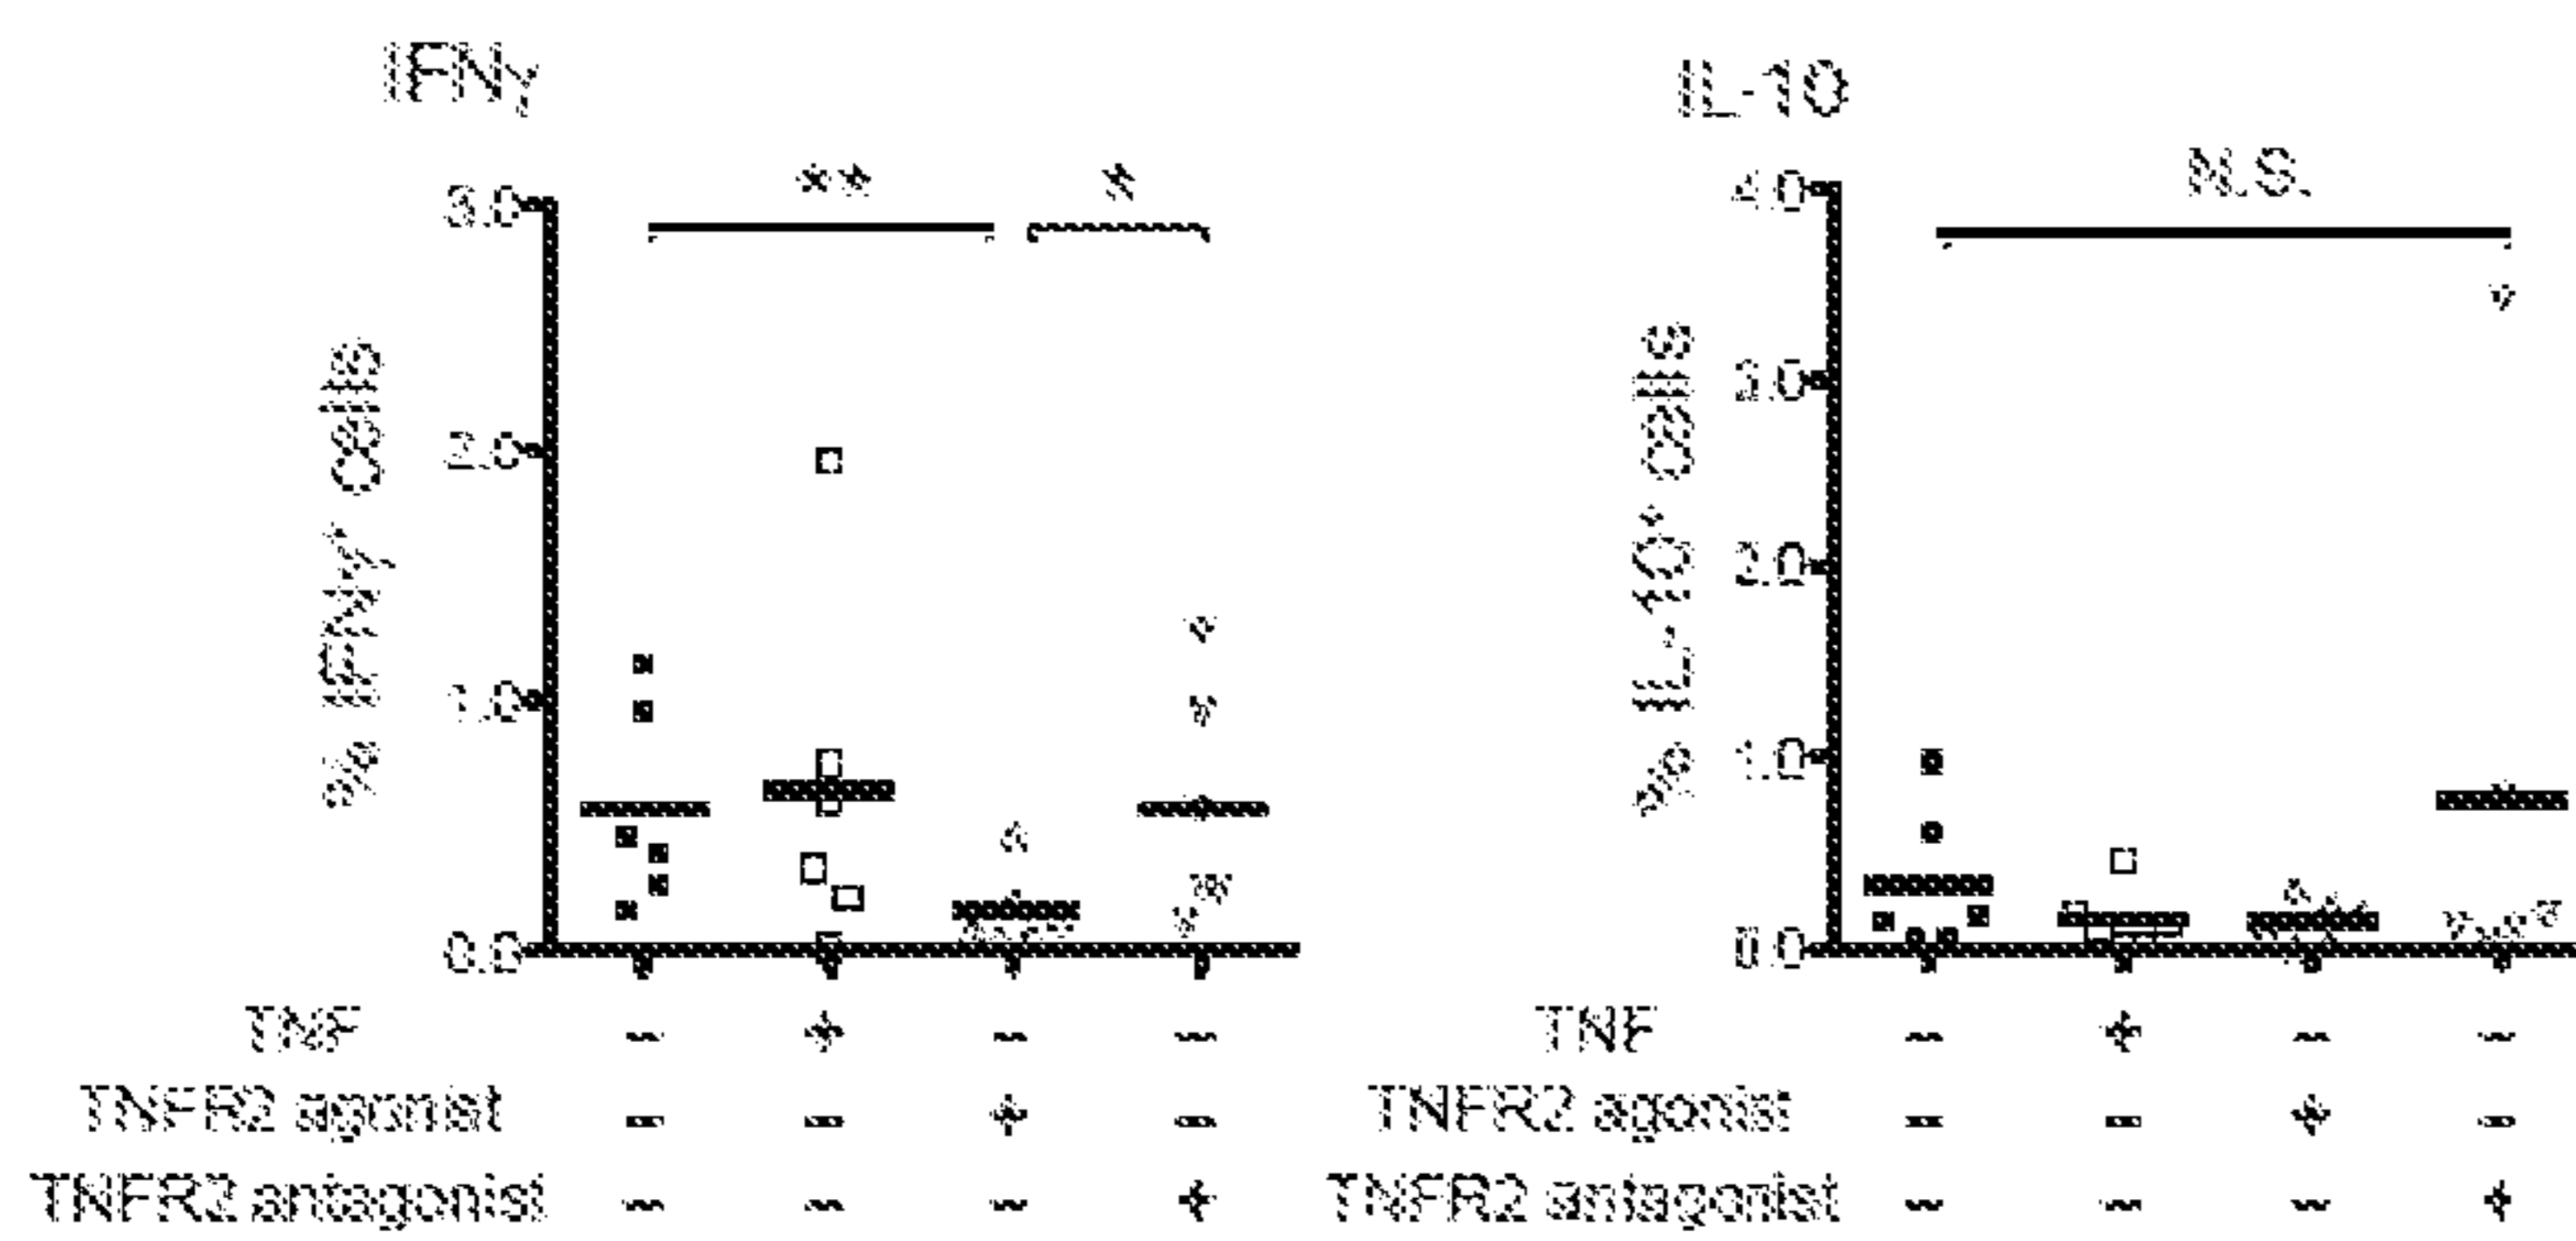 IFNγ
**
*
3.0
2.0
1.0
0.0
% IFNγ⁺ cells
TNF - + - -
TNFR2 agonist - - + -
TNFR2 antagonist - - - +
IL-10
N.S.
4.0
3.0
2.0
1.0
0.0
% IL-10⁺ cells
TNF - + - -
TNFR2 agonist - - + -
TNFR2 antagonist - - - +